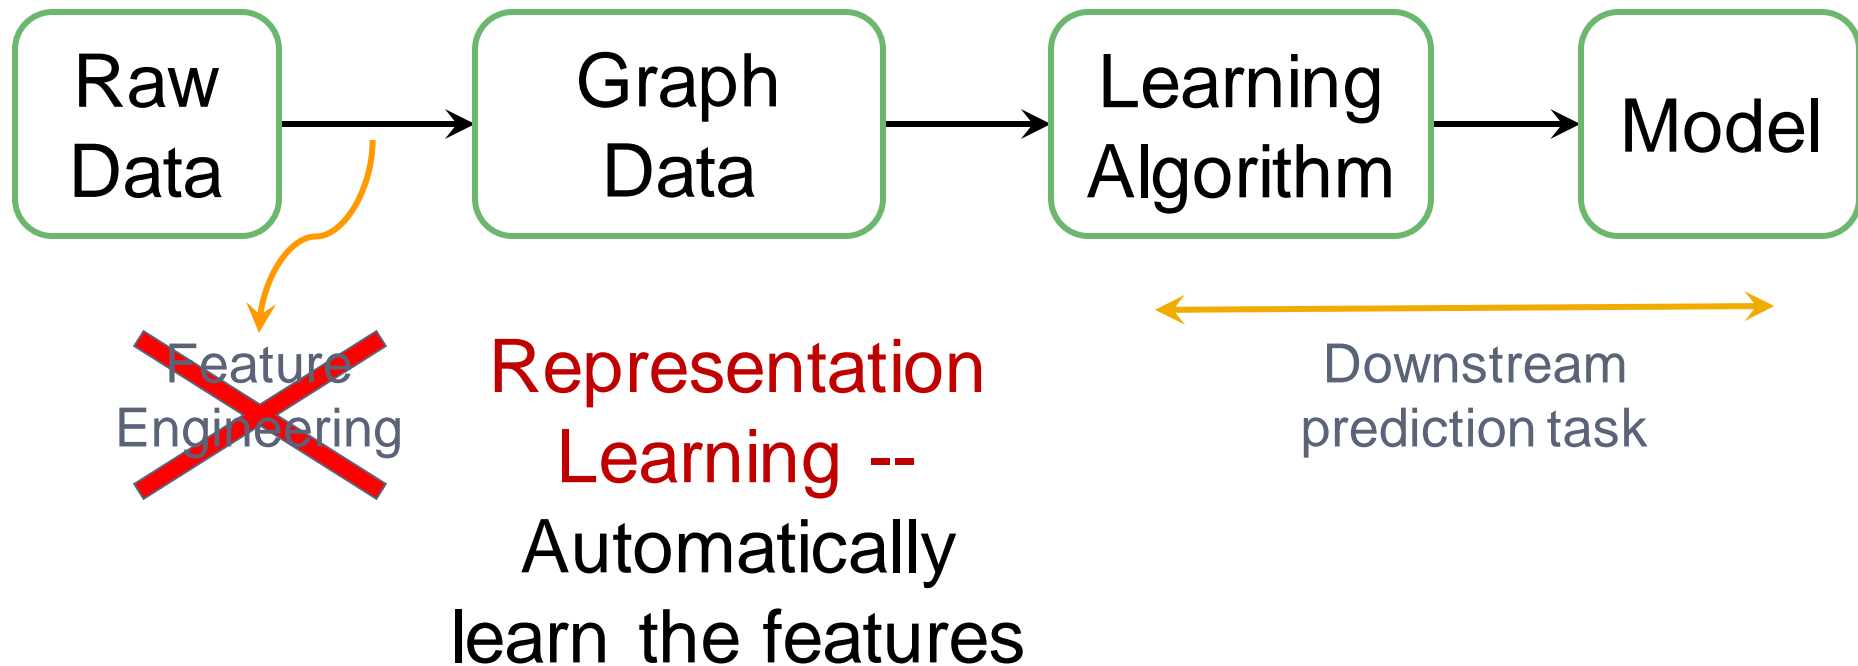 Raw
Data
Graph
Data
Learning
Algorithm
Model
Feature
Engineering
Representation
Learning --
Automatically
learn the features
Downstream
prediction task